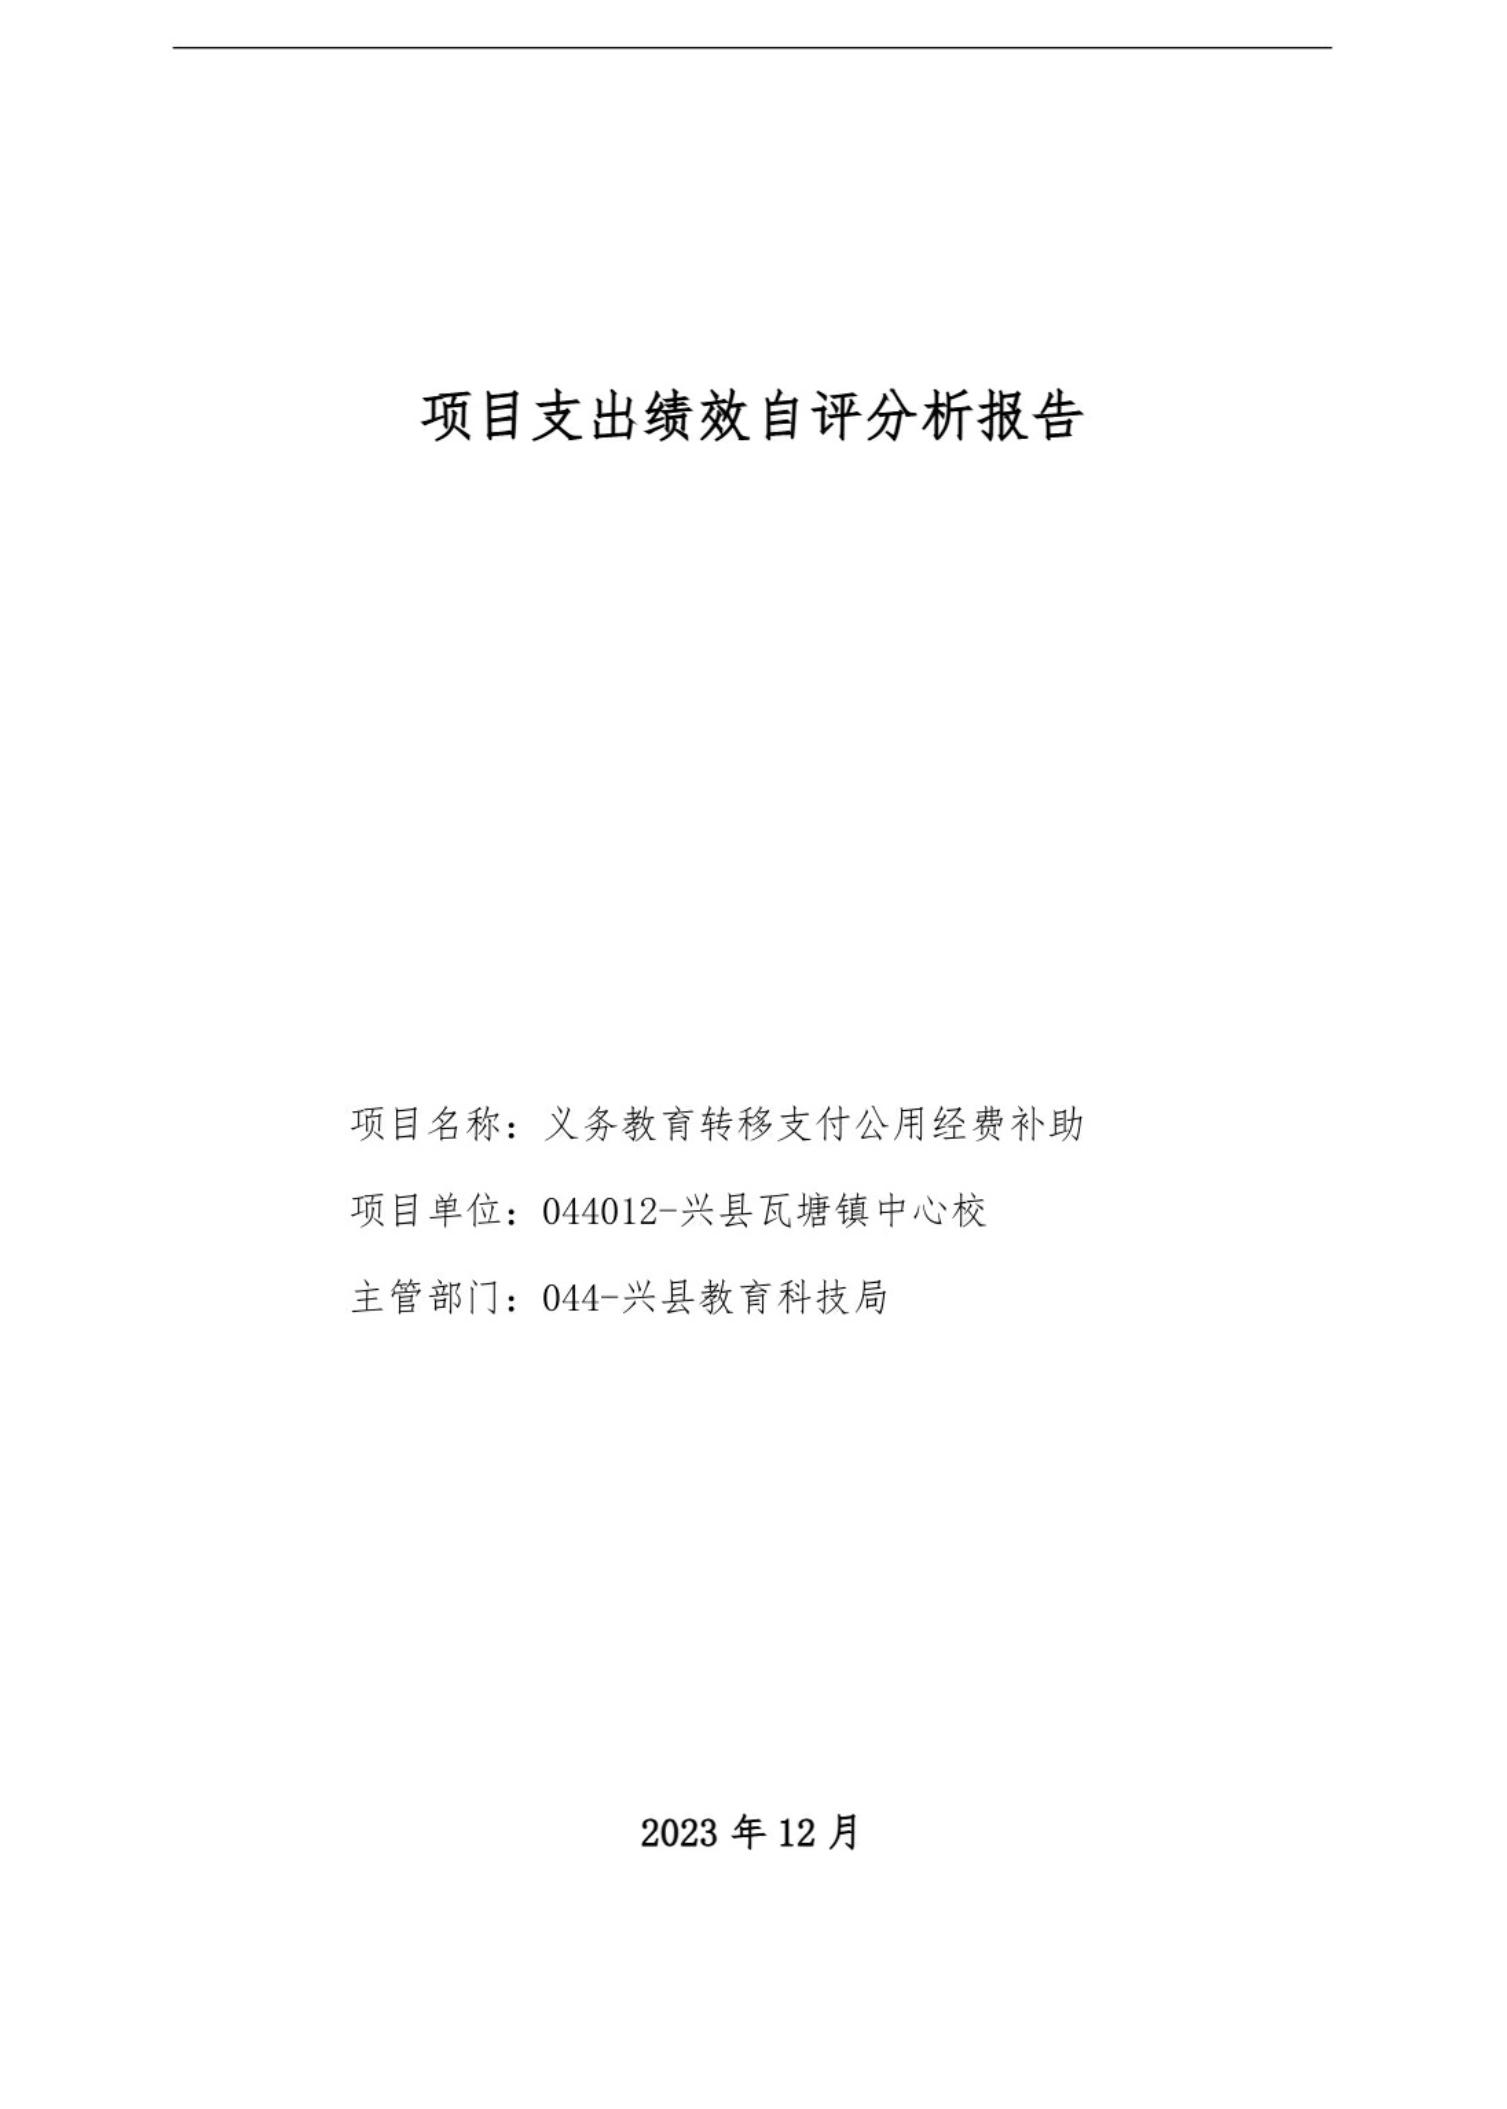 项目支出绩效自评分析报告
项目名称：义务教育转移支付公用经费补助
项目单位：044012-兴县瓦塘镇中心校
主管部门：044-兴县教育科技局
2023 年 12 月